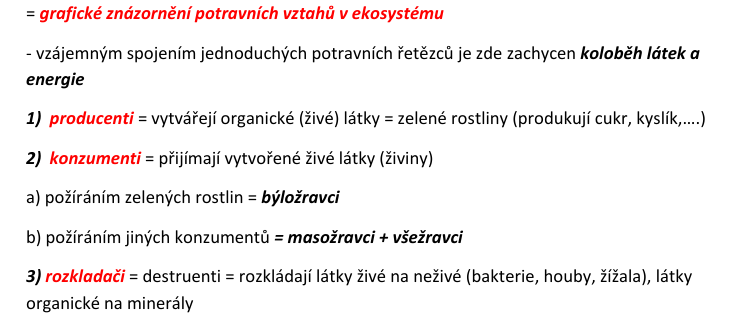 = grafické znázornění potravních vztahů v ekosystému
- vzájemným spojením jednoduchých potravních řetězců je zde zachycen koloběh látek a
energie
1) producenti = vytvářejí organické (živé) látky = zelené rostliny (produkují cukr, kyslík,….)
2) konzumenti = přijímají vytvořené živé látky (živiny)
a) požíráním zelených rostlin = býložravci
b) požíráním jiných konzumentů = masožravci + všežravci
3) rozkladači = destruenti = rozkládají látky živé na neživé (bakterie, houby, žížala), látky
organické na minerály